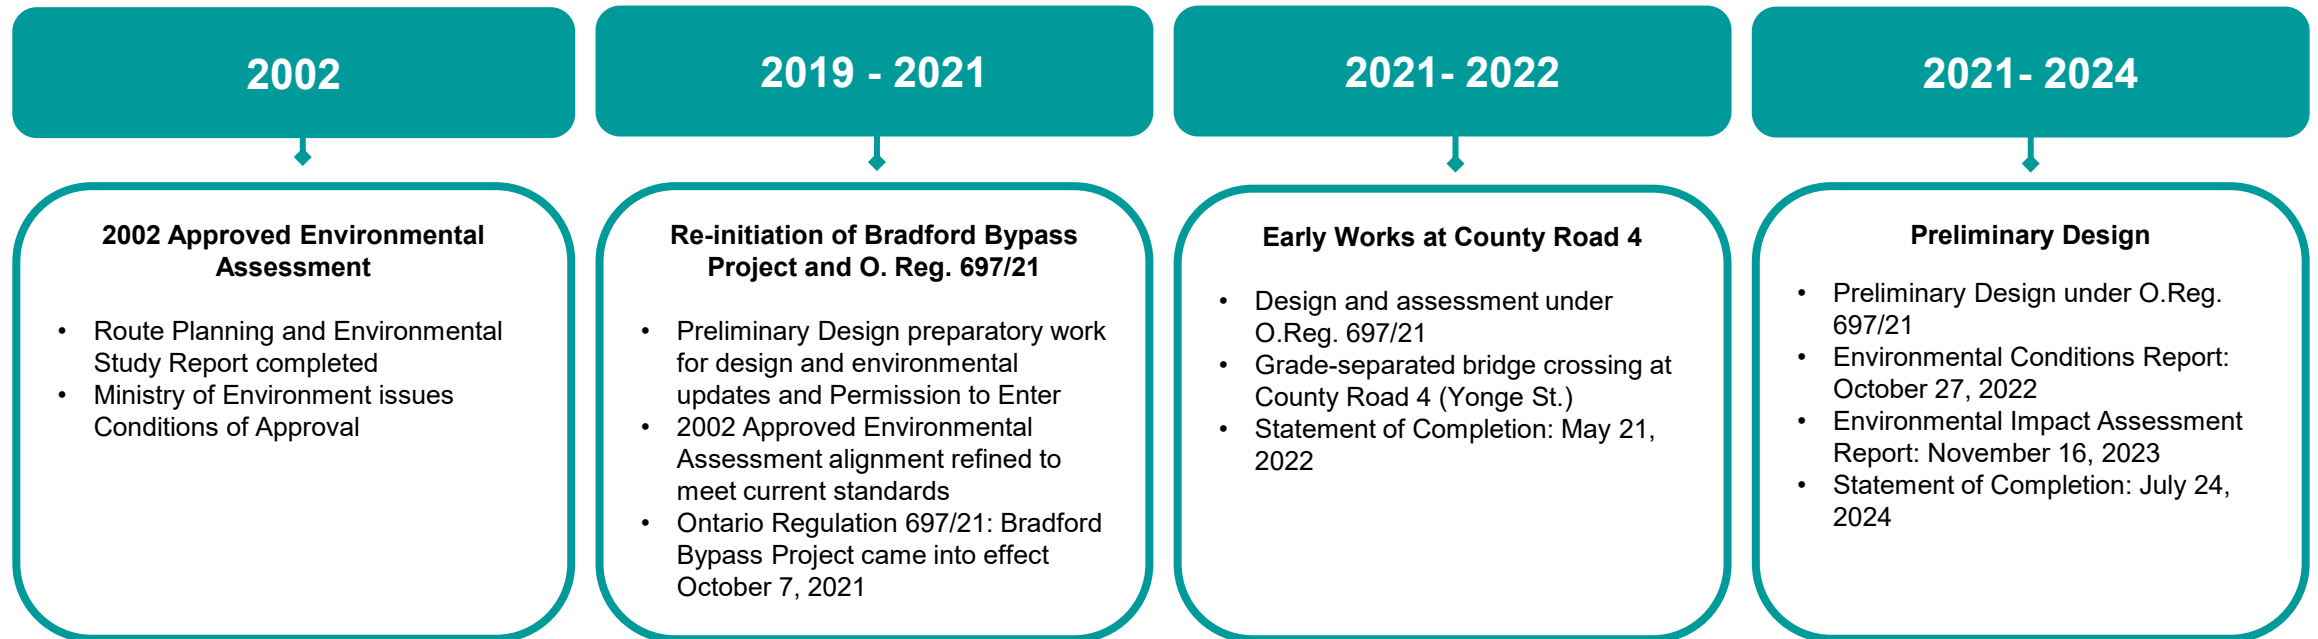 2002
2002 Approved Environmental
Assessment
• Route Planning and Environmental
Study Report completed
• Ministry of Environment issues
Conditions of Approval
2019 - 2021
Re-initiation of Bradford Bypass
Project and O. Reg. 697/21
• Preliminary Design preparatory work
for design and environmental
updates and Permission to Enter
• 2002 Approved Environmental
Assessment alignment refined to
meet current standards
• Ontario Regulation 697/21: Bradford
Bypass Project came into effect
October 7, 2021
2021- 2022
Early Works at County Road 4
• Design and assessment under
O.Reg. 697/21
• Grade-separated bridge crossing at
County Road 4 (Yonge St.)
• Statement of Completion: May 21,
2022
2021- 2024
Preliminary Design
• Preliminary Design under O.Reg.
697/21
• Environmental Conditions Report:
October 27, 2022
• Environmental Impact Assessment
Report: November 16, 2023
• Statement of Completion: July 24,
2024